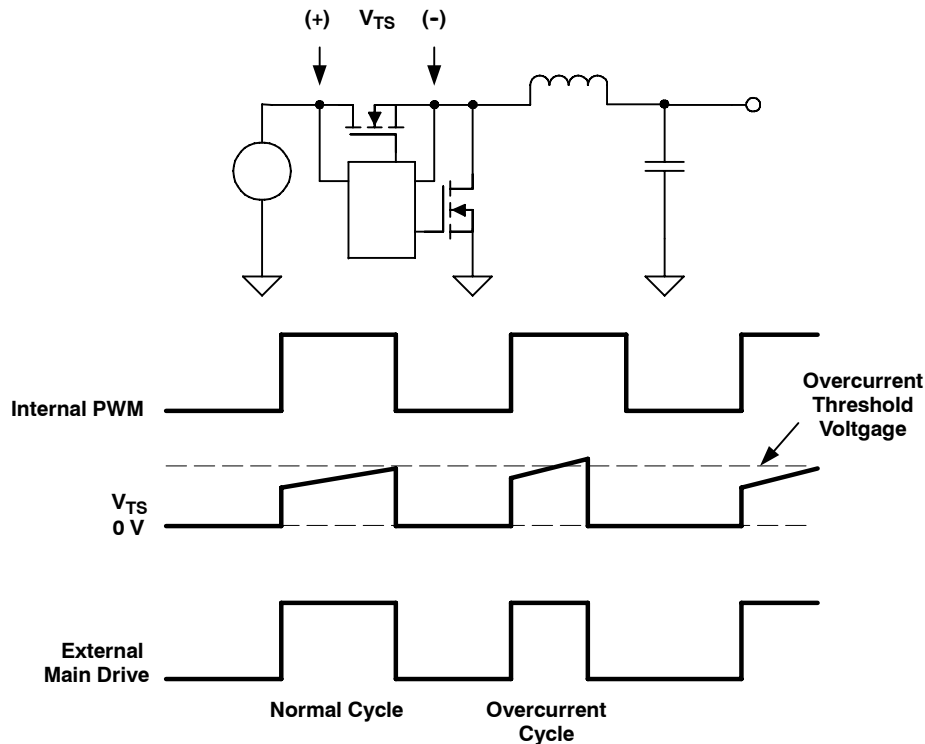 (+) VTS (-)
Internal PWM
Overcurrent
Threshold
Voltgage
VTS
0 V
External
Main Drive
Normal Cycle
Overcurrent
Cycle